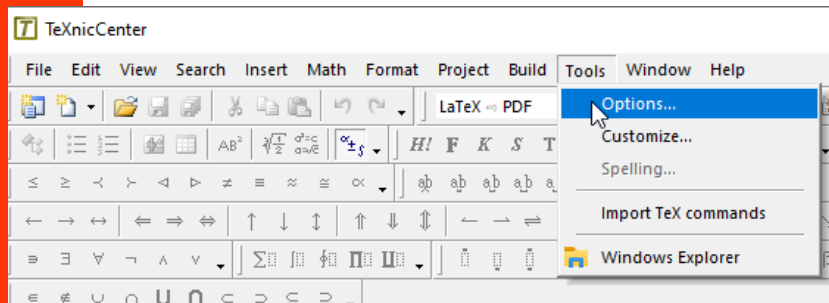 TeXnicCenter
File Edit View Search Insert Math Format Project Build Tools Window Help
LaTeX ⇨ PDF
Options...
AB² H! F K S T
Customize...
Spelling...
Import TeX commands
Windows Explorer